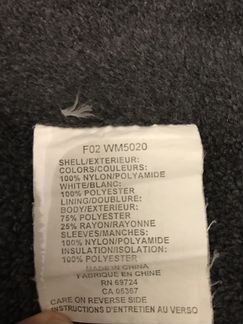 F02 WM5020
SHELL/EXTERIEUR:
COLORS/COULEURS:
100% NYLON/POLYAMIDE
WHITE/BLANC:
100% POLYESTER
LINING/DOUBLURE:
BODY/EXTERIEUR:
75% POLYESTER
25% RAYON/RAYONNE
SLEEVES/MANCHES:
100% NYLON/POLYAMIDE
INSULATION/ISOLATION:
100% POLYESTER
MADE IN CHINA
FABRIQUE EN CHINE
RN 69724
CA 05367
CARE ON REVERSE SIDE
INSTRUCTIONS D'ENTRETIEN AU VERSO